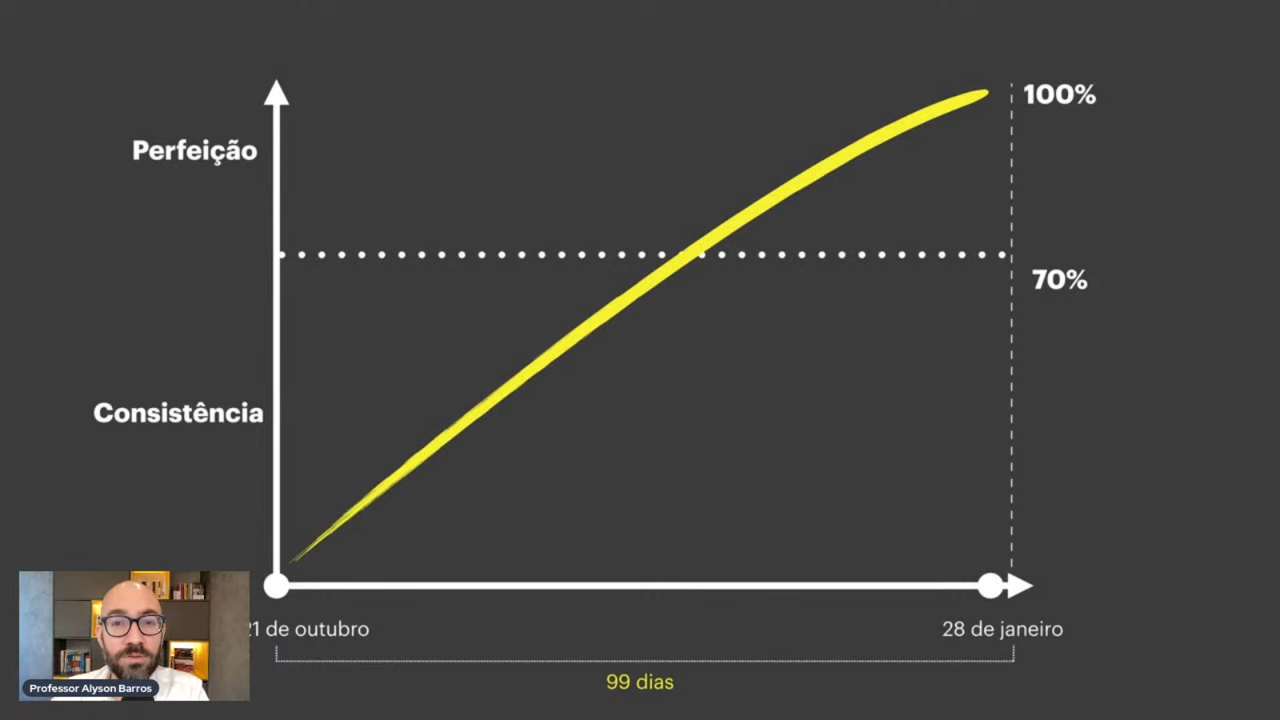 100%
Perfeição
70%
Consistência
21 de outubro
28 de janeiro
99 dias
Professor Alyson Barros